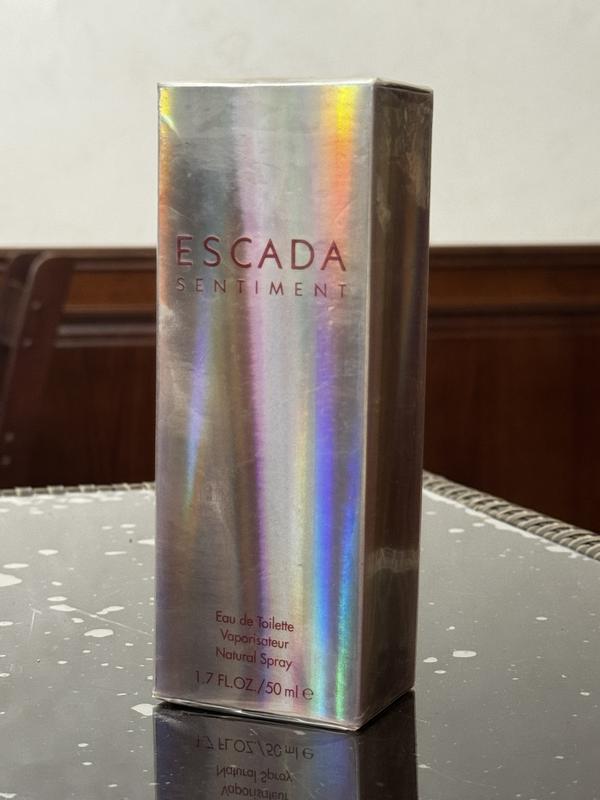 ESCADA
SENTIMENT
Eau de Toilette
Vaporisateur
Natural Spray
1.7 FL.OZ./50 ml ℮